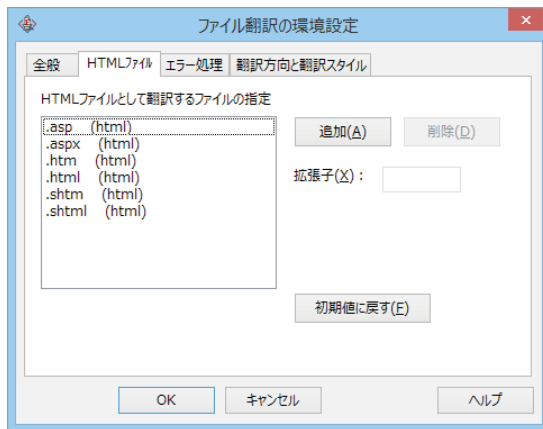 ファイル翻訳の環境設定
全般 HTMLファイル エラー処理 翻訳方向と翻訳スタイル
HTMLファイルとして翻訳するファイルの指定
.asp (html)
.aspx (html)
.htm (html)
.html (html)
.shtm (html)
.shtml (html)
追加(A) 削除(D)
拡張子(X)：
初期値に戻す(F)
OK キャンセル ヘルプ